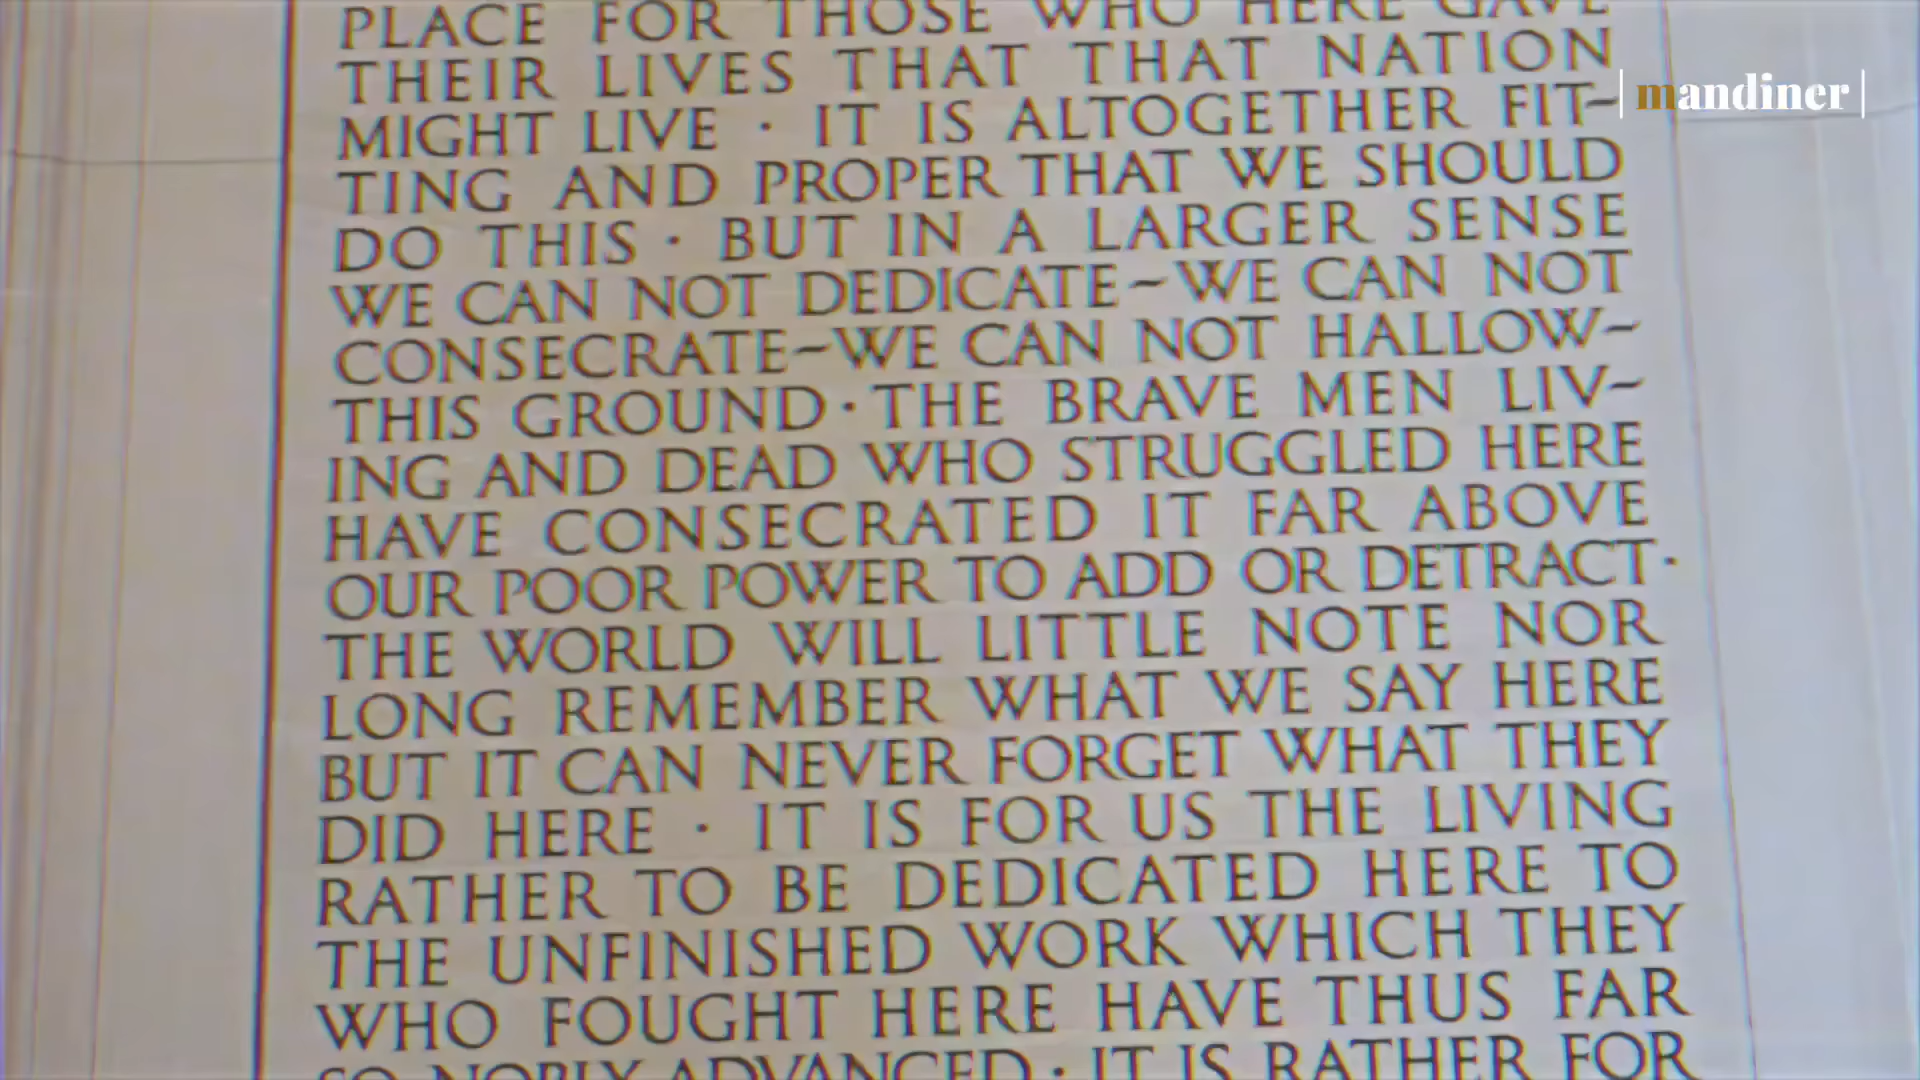 PLACE FOR THOSE WHO HERE GAVE
THEIR LIVES THAT THAT NATION
MIGHT LIVE · IT IS ALTOGETHER FIT~
TING AND PROPER THAT WE SHOULD
DO THIS · BUT IN A LARGER SENSE
WE CAN NOT DEDICATE~WE CAN NOT
CONSECRATE~WE CAN NOT HALLOW~
THIS GROUND · THE BRAVE MEN LIV~
ING AND DEAD WHO STRUGGLED HERE
HAVE CONSECRATED IT FAR ABOVE
OUR POOR POWER TO ADD OR DETRACT ·
THE WORLD WILL LITTLE NOTE NOR
LONG REMEMBER WHAT WE SAY HERE
BUT IT CAN NEVER FORGET WHAT THEY
DID HERE · IT IS FOR US THE LIVING
RATHER TO BE DEDICATED HERE TO
THE UNFINISHED WORK WHICH THEY
WHO FOUGHT HERE HAVE THUS FAR
SO NOBLY ADVANCED · IT IS RATHER FOR
| mandiner |